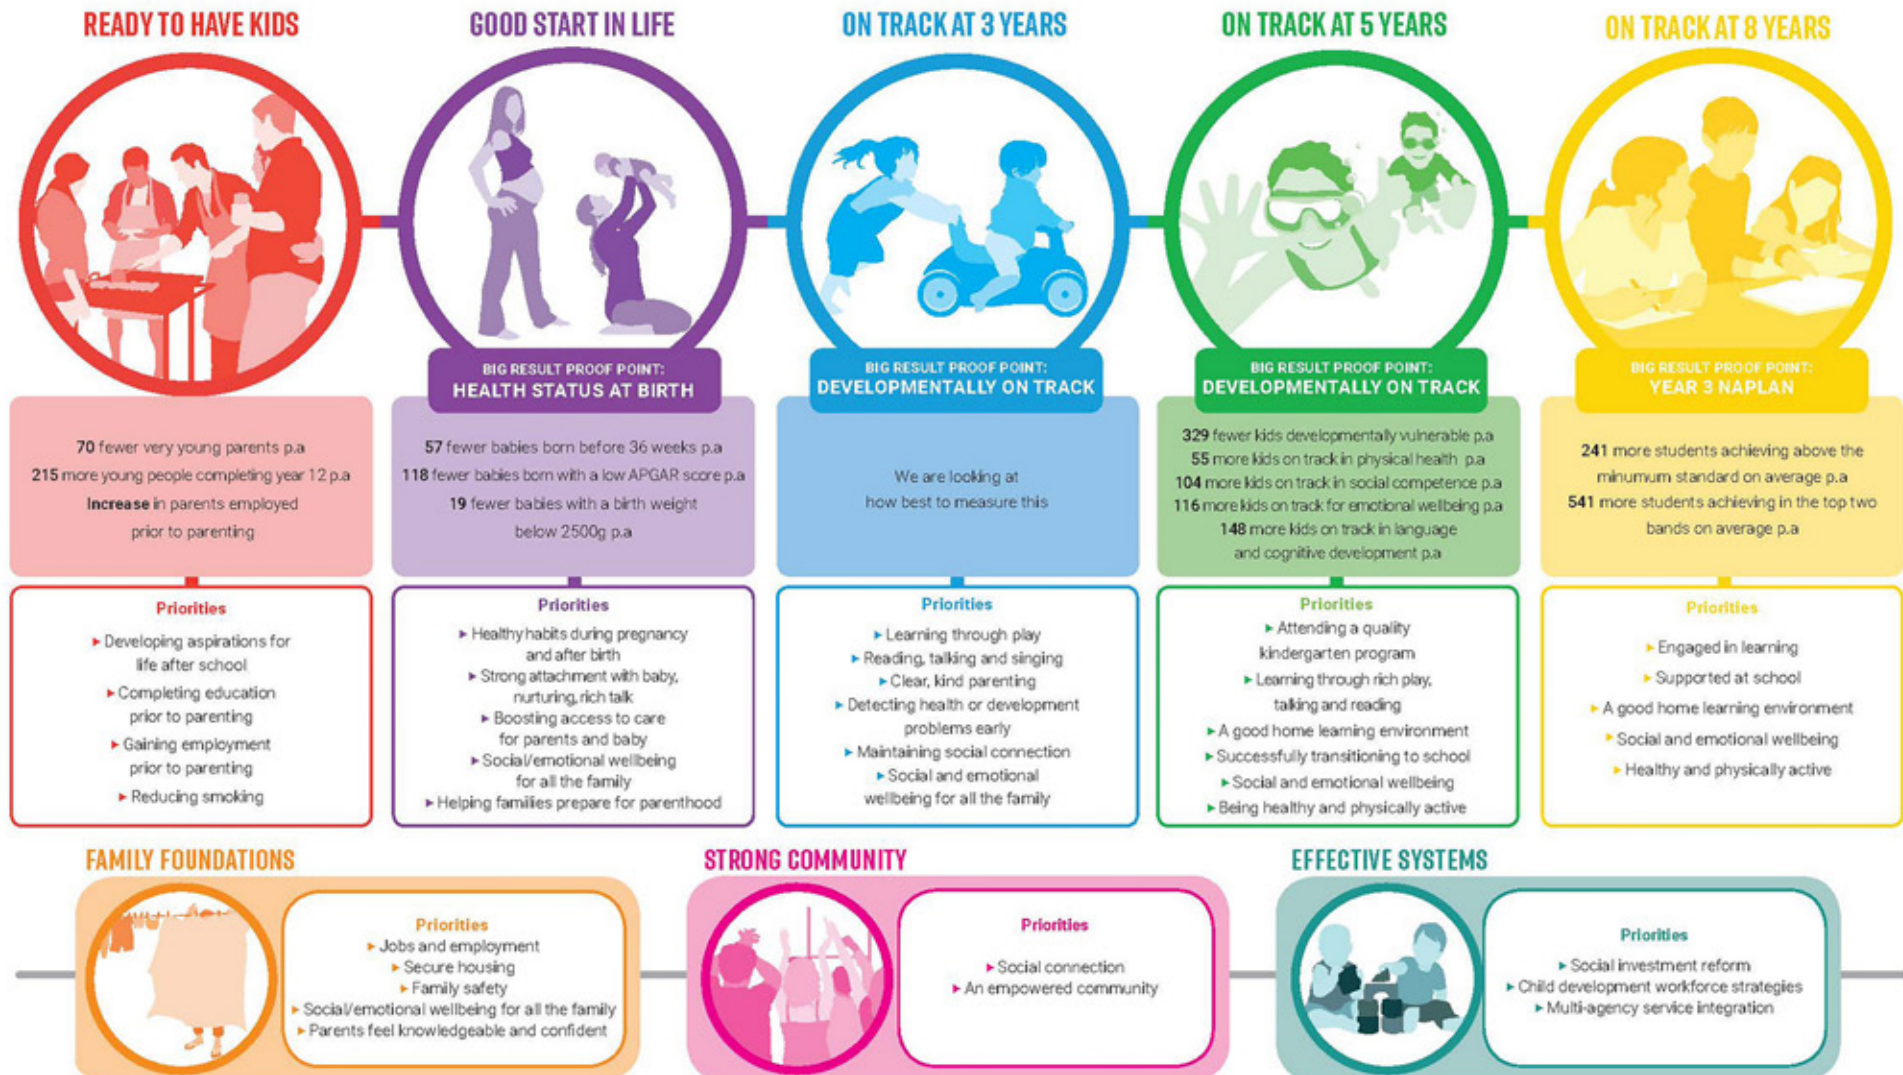 READY TO HAVE KIDS
70 fewer very young parents p.a
215 more young people completing year 12 p.a
Increase in parents employed
prior to parenting
Priorities
▸ Developing aspirations for
life after school
▸ Completing education
prior to parenting
▸ Gaining employment
prior to parenting
▸ Reducing smoking
GOOD START IN LIFE
BIG RESULT PROOF POINT:
HEALTH STATUS AT BIRTH
57 fewer babies born before 36 weeks p.a
118 fewer babies born with a low APGAR score p.a
19 fewer babies with a birth weight
below 2500g p.a
Priorities
▸ Healthy habits during pregnancy
and after birth
▸ Strong attachment with baby,
nurturing, rich talk
▸ Boosting access to care
for parents and baby
▸ Social/emotional wellbeing
for all the family
▸ Helping families prepare for parenthood
ON TRACK AT 3 YEARS
BIG RESULT PROOF POINT:
DEVELOPMENTALLY ON TRACK
We are looking at
how best to measure this
Priorities
▸ Learning through play
▸ Reading, talking and singing
▸ Clear, kind parenting
▸ Detecting health or development
problems early
▸ Maintaining social connection
▸ Social and emotional
wellbeing for all the family
ON TRACK AT 5 YEARS
BIG RESULT PROOF POINT:
DEVELOPMENTALLY ON TRACK
329 fewer kids developmentally vulnerable p.a
55 more kids on track in physical health p.a
104 more kids on track in social competence p.a
116 more kids on track for emotional wellbeing p.a
148 more kids on track in language
and cognitive development p.a
Priorities
▸ Attending a quality
kindergarten program
▸ Learning through rich play,
talking and reading
▸ A good home learning environment
▸ Successfully transitioning to school
▸ Social and emotional wellbeing
▸ Being healthy and physically active
ON TRACK AT 8 YEARS
BIG RESULT PROOF POINT:
YEAR 3 NAPLAN
241 more students achieving above the
minumum standard on average p.a
541 more students achieving in the top two
bands on average p.a
Priorities
▸ Engaged in learning
▸ Supported at school
▸ A good home learning environment
▸ Social and emotional wellbeing
▸ Healthy and physically active
FAMILY FOUNDATIONS
Priorities
▸ Jobs and employment
▸ Secure housing
▸ Family safety
▸ Social/emotional wellbeing for all the family
▸ Parents feel knowledgeable and confident
STRONG COMMUNITY
Priorities
▸ Social connection
▸ An empowered community
EFFECTIVE SYSTEMS
Priorities
▸ Social investment reform
▸ Child development workforce strategies
▸ Multi-agency service integration